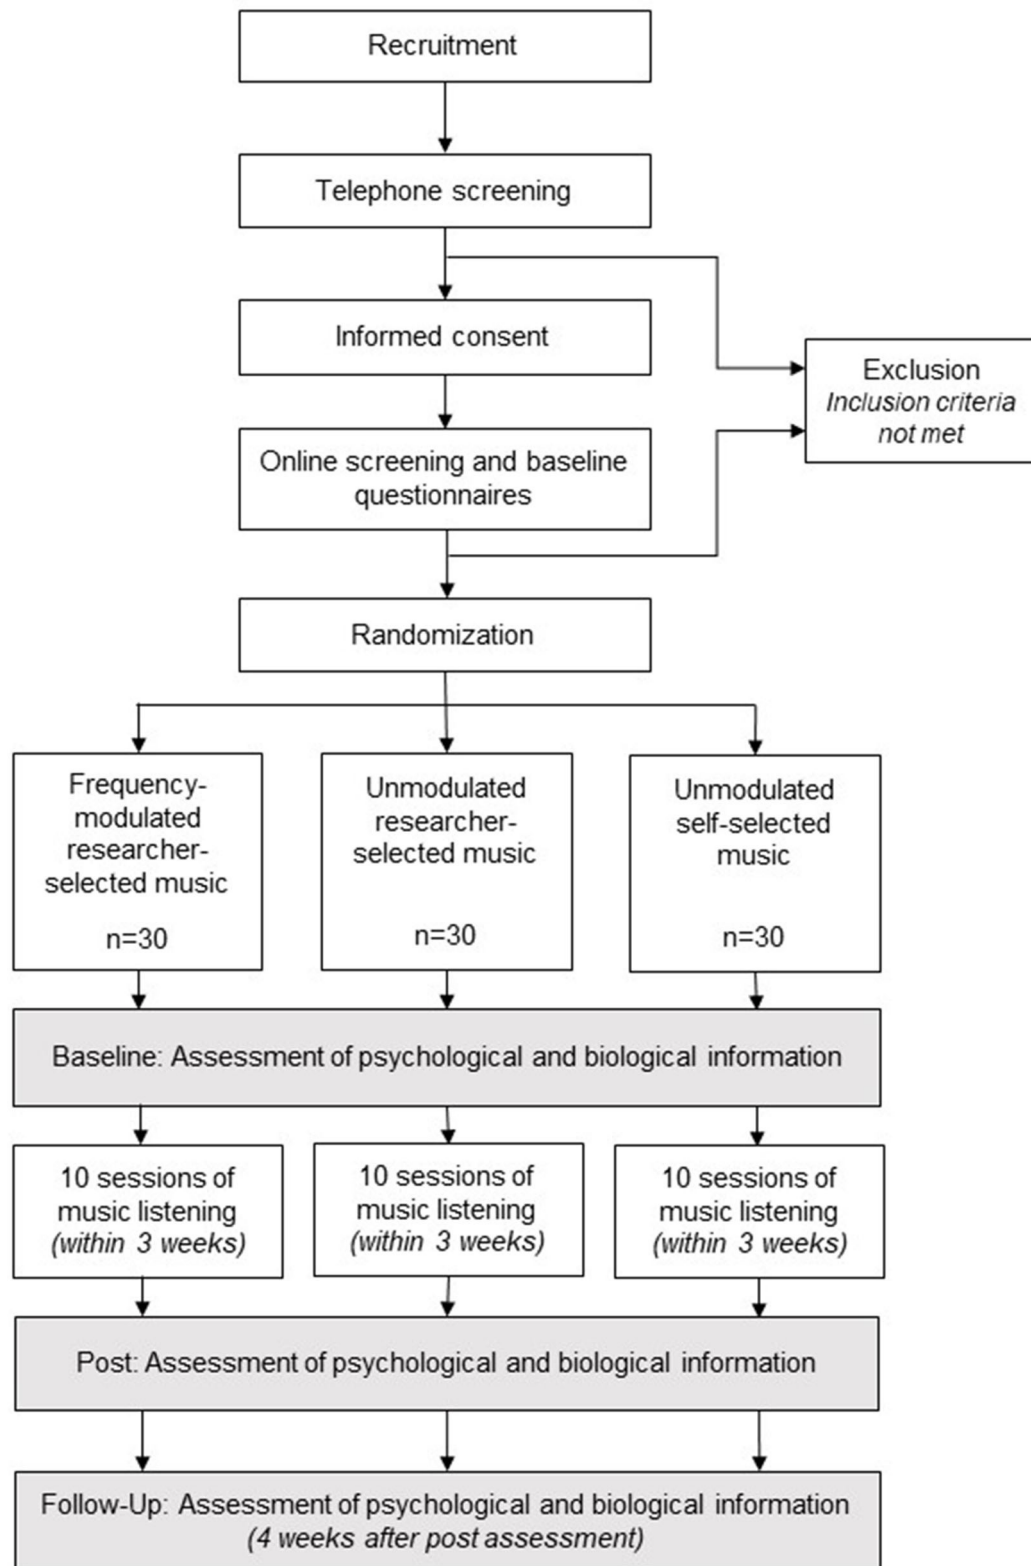 Recruitment
Telephone screening
Informed consent
Exclusion
Inclusion criteria
not met
Online screening and baseline
questionnaires
Randomization
Frequency-
modulated
researcher-
selected music
n=30
Unmodulated
researcher-
selected music
n=30
Unmodulated
self-selected
music
n=30
Baseline: Assessment of psychological and biological information
10 sessions of
music listening
(within 3 weeks)
10 sessions of
music listening
(within 3 weeks)
10 sessions of
music listening
(within 3 weeks)
Post: Assessment of psychological and biological information
Follow-Up: Assessment of psychological and biological information
(4 weeks after post assessment)